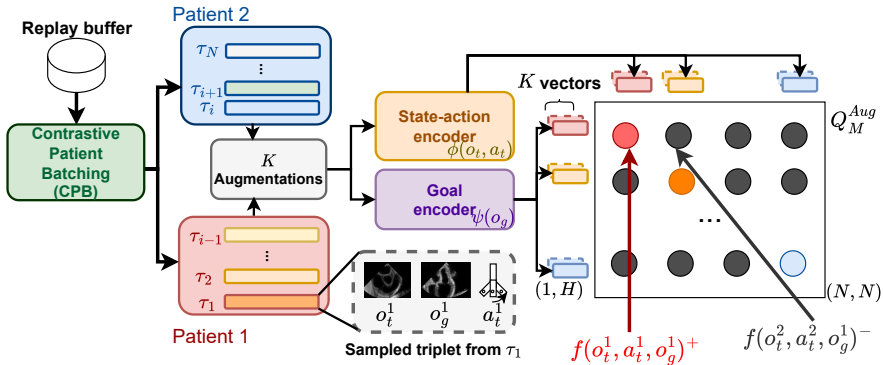 Patient 2
Replay buffer
τ_N
τ_{i+1}
τ_i
K vectors
Q_M^{Aug}
Contrastive
Patient
Batching
(CPB)
K
Augmentations
State-action
encoder
ϕ(o_t, a_t)
Goal
encoder
ψ(o_g)
...
τ_{i−1}
τ_2
τ_1
o_t^1
o_g^1
a_t^1
(1, H)
(N, N)
Patient 1
Sampled triplet from τ_1
f(o_t^1, a_t^1, o_g^1)^+
f(o_t^2, a_t^2, o_g^1)^−